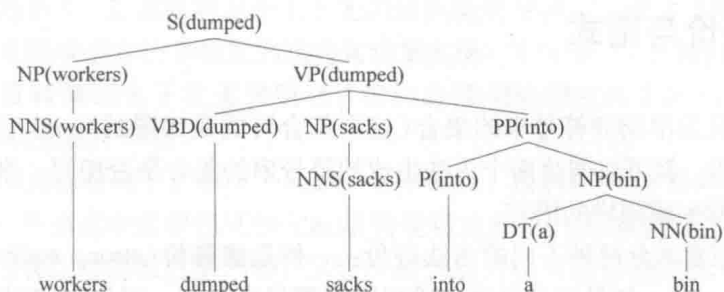 S(dumped)
NP(workers) VP(dumped)
NNS(workers) VBD(dumped) NP(sacks) PP(into)
NNS(sacks) P(into) NP(bin)
DT(a) NN(bin)
workers dumped sacks into a bin